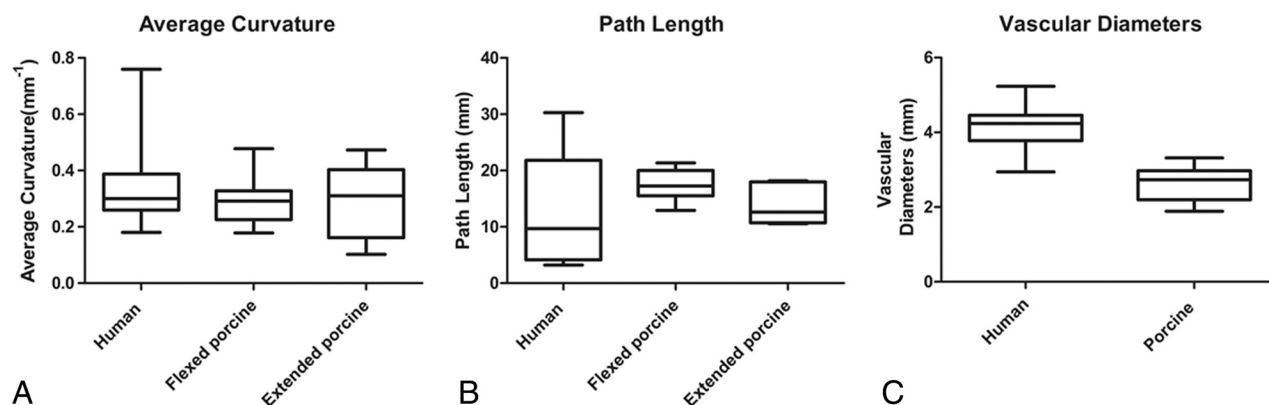 Average Curvature
Average Curvature(mm⁻¹)
0.8
0.6
0.4
0.2
0.0
Human
Flexed porcine
Extended porcine
A
Path Length
Path Length (mm)
40
30
20
10
0
Human
Flexed porcine
Extended porcine
B
Vascular Diameters
Vascular
Diameters (mm)
6
4
2
0
Human
Porcine
C